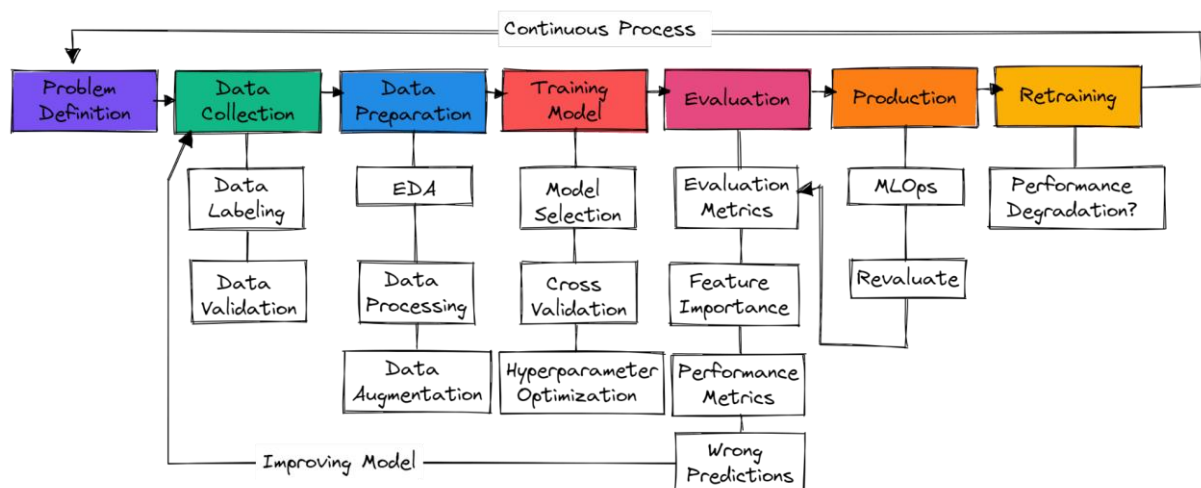 Continuous Process
Problem
Definition
Data
Collection
Data
Preparation
Training
Model
Evaluation
Production
Retraining
Data
Labeling
EDA
Model
Selection
Evaluation
Metrics
MLOps
Performance
Degradation?
Data
Validation
Data
Processing
Cross
Validation
Feature
Importance
Revaluate
Data
Augmentation
Hyperparameter
Optimization
Performance
Metrics
Improving Model
Wrong
Predictions